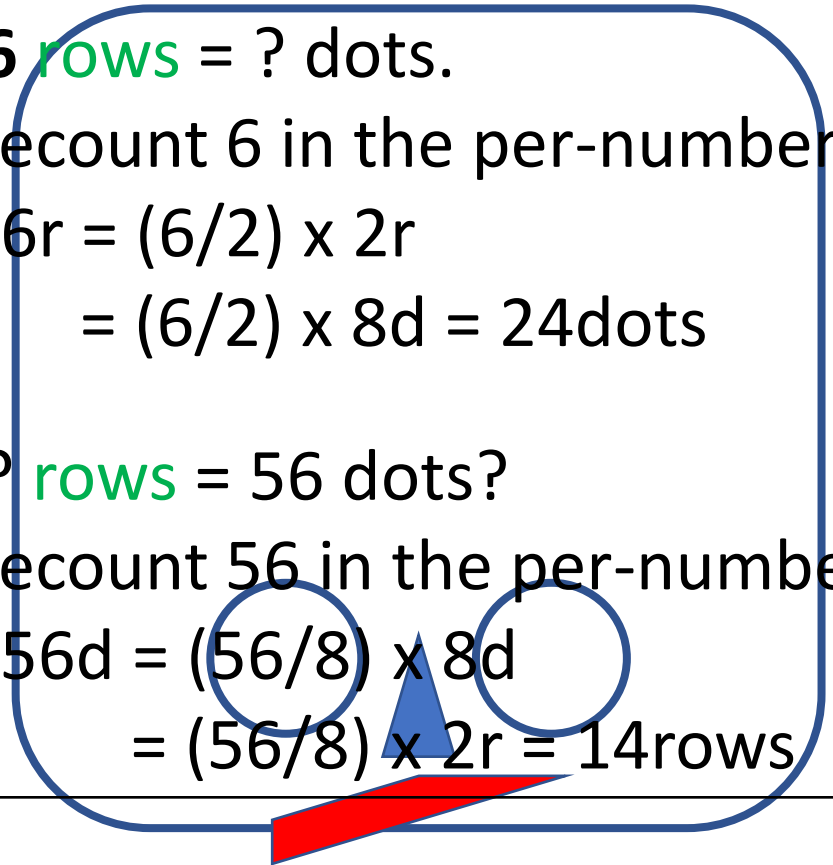 6 rows = ? dots.
ecount 6 in the per-number
6r = (6/2) x 2r
= (6/2) x 8d = 24dots
? rows = 56 dots?
ecount 56 in the per-numbe
56d = (56/8) x 8d
= (56/8) x 2r = 14rows